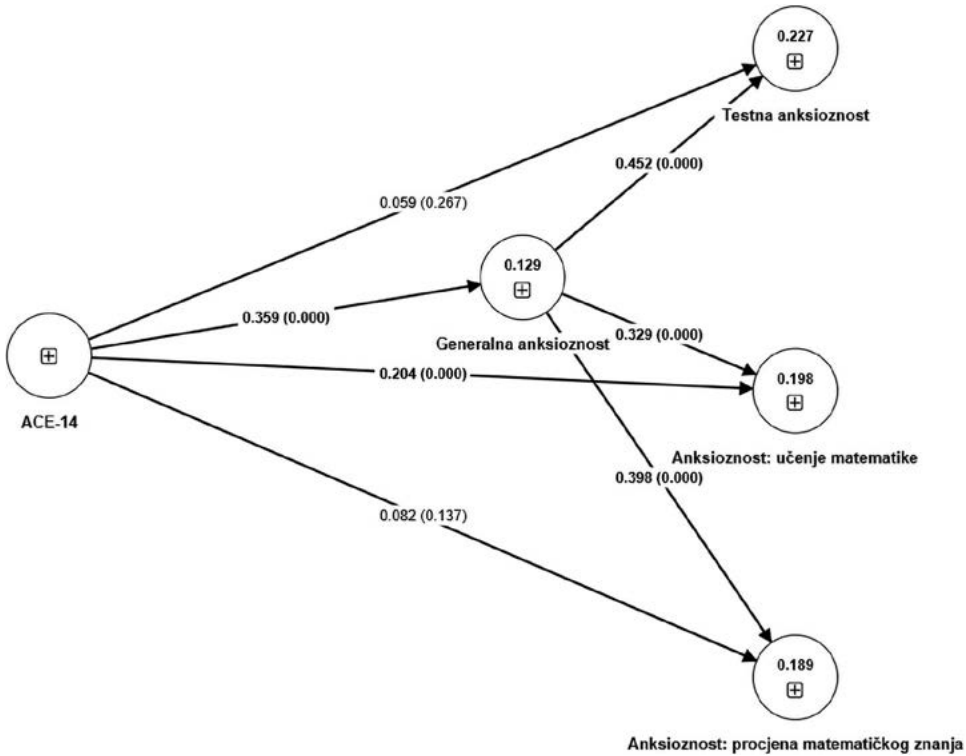 0.227
Testna anksioznost
0.452 (0.000)
0.059 (0.267)
0.129
0.359 (0.000)
0.329 (0.000)
Generalna anksioznost
0.204 (0.000)
0.198
ACE-14
Anksioznost: učenje matematike
0.398 (0.000)
0.082 (0.137)
0.189
Anksioznost: procjena matematičkog znanja